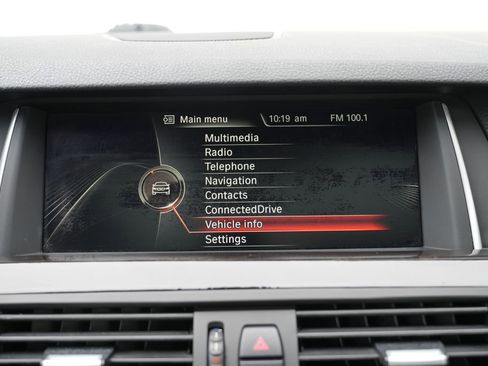 Main menu 10:19 am FM 100.1
Multimedia
Radio
Telephone
Navigation
Contacts
ConnectedDrive
Vehicle info
Settings